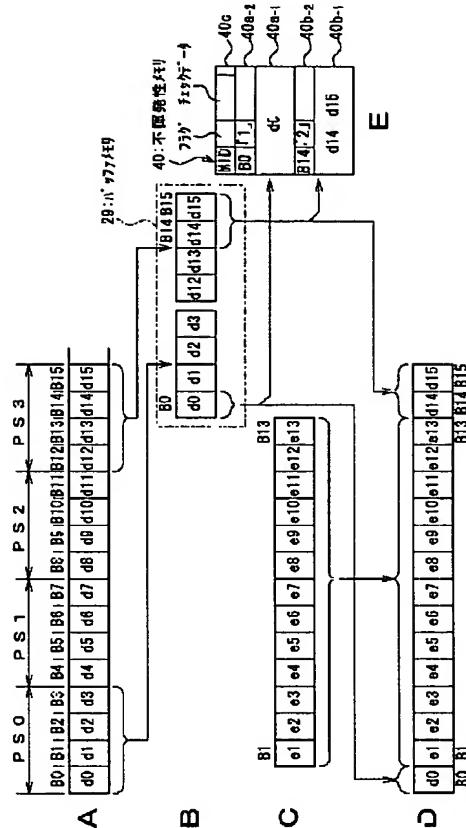 PS0 PS1 PS2 PS3
B0 B1 B2 B3 B4 B5 B6 B7 B8 B9 B10 B11 B12 B13 B14 B15
A d0 d1 d2 d3 d4 d5 d6 d7 d8 d9 d10 d11 d12 d13 d14 d15
29:バッファメモリ
B0 B14 B15
B d0 d1 d2 d3 d12 d13 d14 d15
B1 B13
C e1 e2 e3 e4 e5 e6 e7 e8 e9 e10 e11 e12 e13
D d0 e1 e2 e3 e4 e5 e6 e7 e8 e9 e10 e11 e12 e13 d14 d15
B0 B1 B13 B14 B15
40:不揮発性メモリ
フラグ チェックデータ
MID 40c
B0 「1」 40a-2
d0 40a-1
B14 「2」 40b-2
d14 d15 40b-1
E